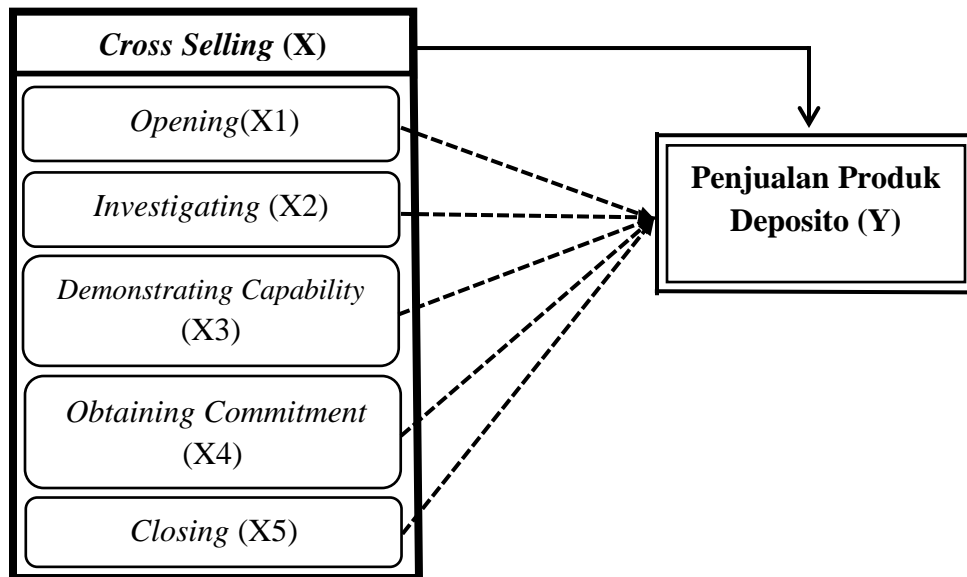 Cross Selling (X)
Opening(X1)
Investigating (X2)
Demonstrating Capability
(X3)
Obtaining Commitment
(X4)
Closing (X5)
Penjualan Produk
Deposito (Y)